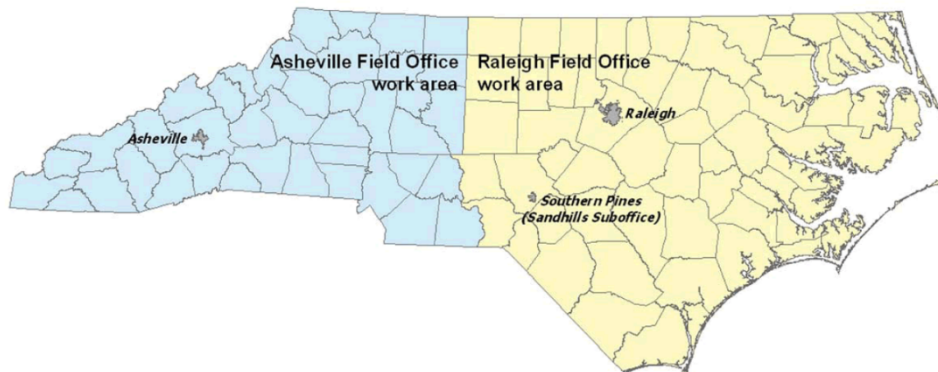 Asheville Field Office
work area
Raleigh Field Office
work area
Asheville
Raleigh
Southern Pines
(Sandhills Suboffice)